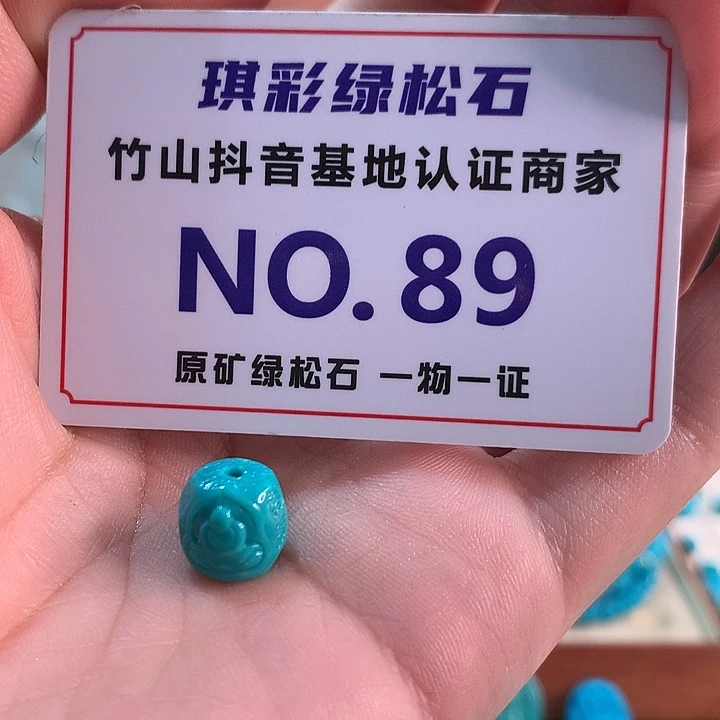 琪彩绿松石
竹山抖音基地认证商家
NO.89
原矿绿松石 一物一证